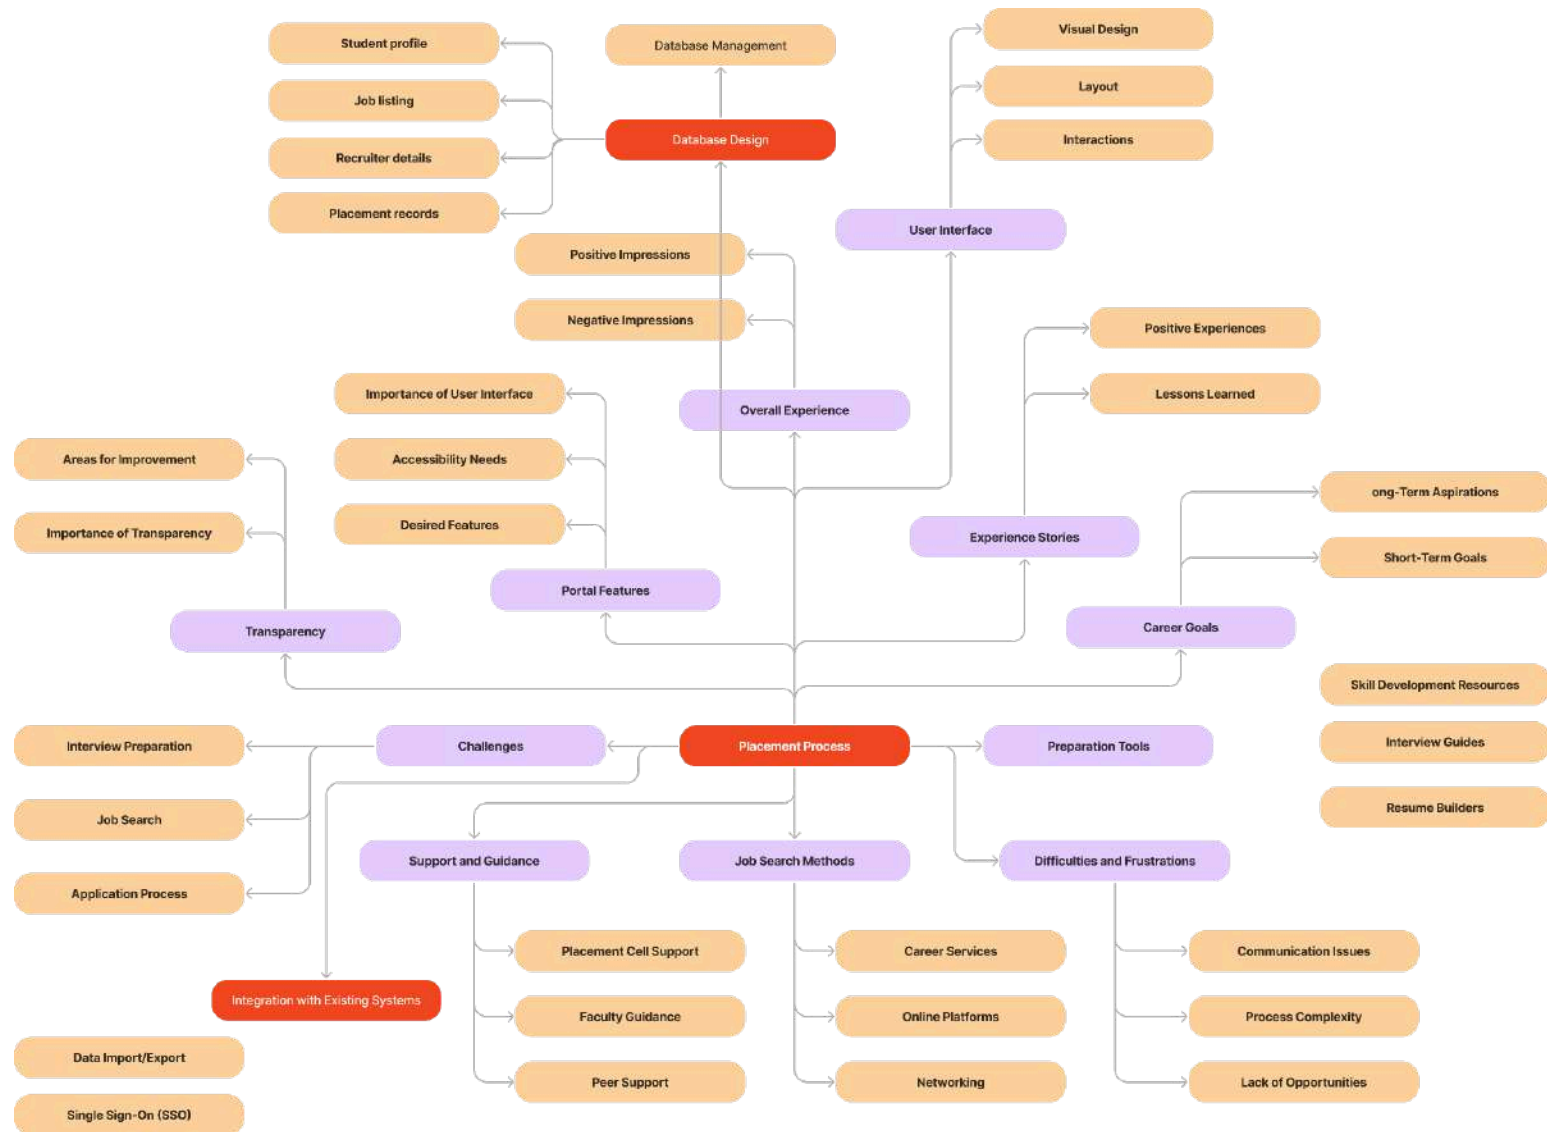 Student profile
Database Management
Visual Design
Job listing
Layout
Database Design
Interactions
Recruiter details
Placement records
User Interface
Positive Impressions
Negative Impressions
Positive Experiences
Importance of User Interface
Lessons Learned
Overall Experience
Areas for Improvement
Accessibility Needs
ong-Term Aspirations
Importance of Transparency
Desired Features
Experience Stories
Short-Term Goals
Portal Features
Transparency
Career Goals
Skill Development Resources
Interview Preparation
Challenges
Placement Process
Preparation Tools
Interview Guides
Job Search
Resume Builders
Support and Guidance
Job Search Methods
Difficulties and Frustrations
Application Process
Placement Cell Support
Career Services
Communication Issues
Integration with Existing Systems
Faculty Guidance
Online Platforms
Process Complexity
Data Import/Export
Peer Support
Networking
Lack of Opportunities
Single Sign-On (SSO)